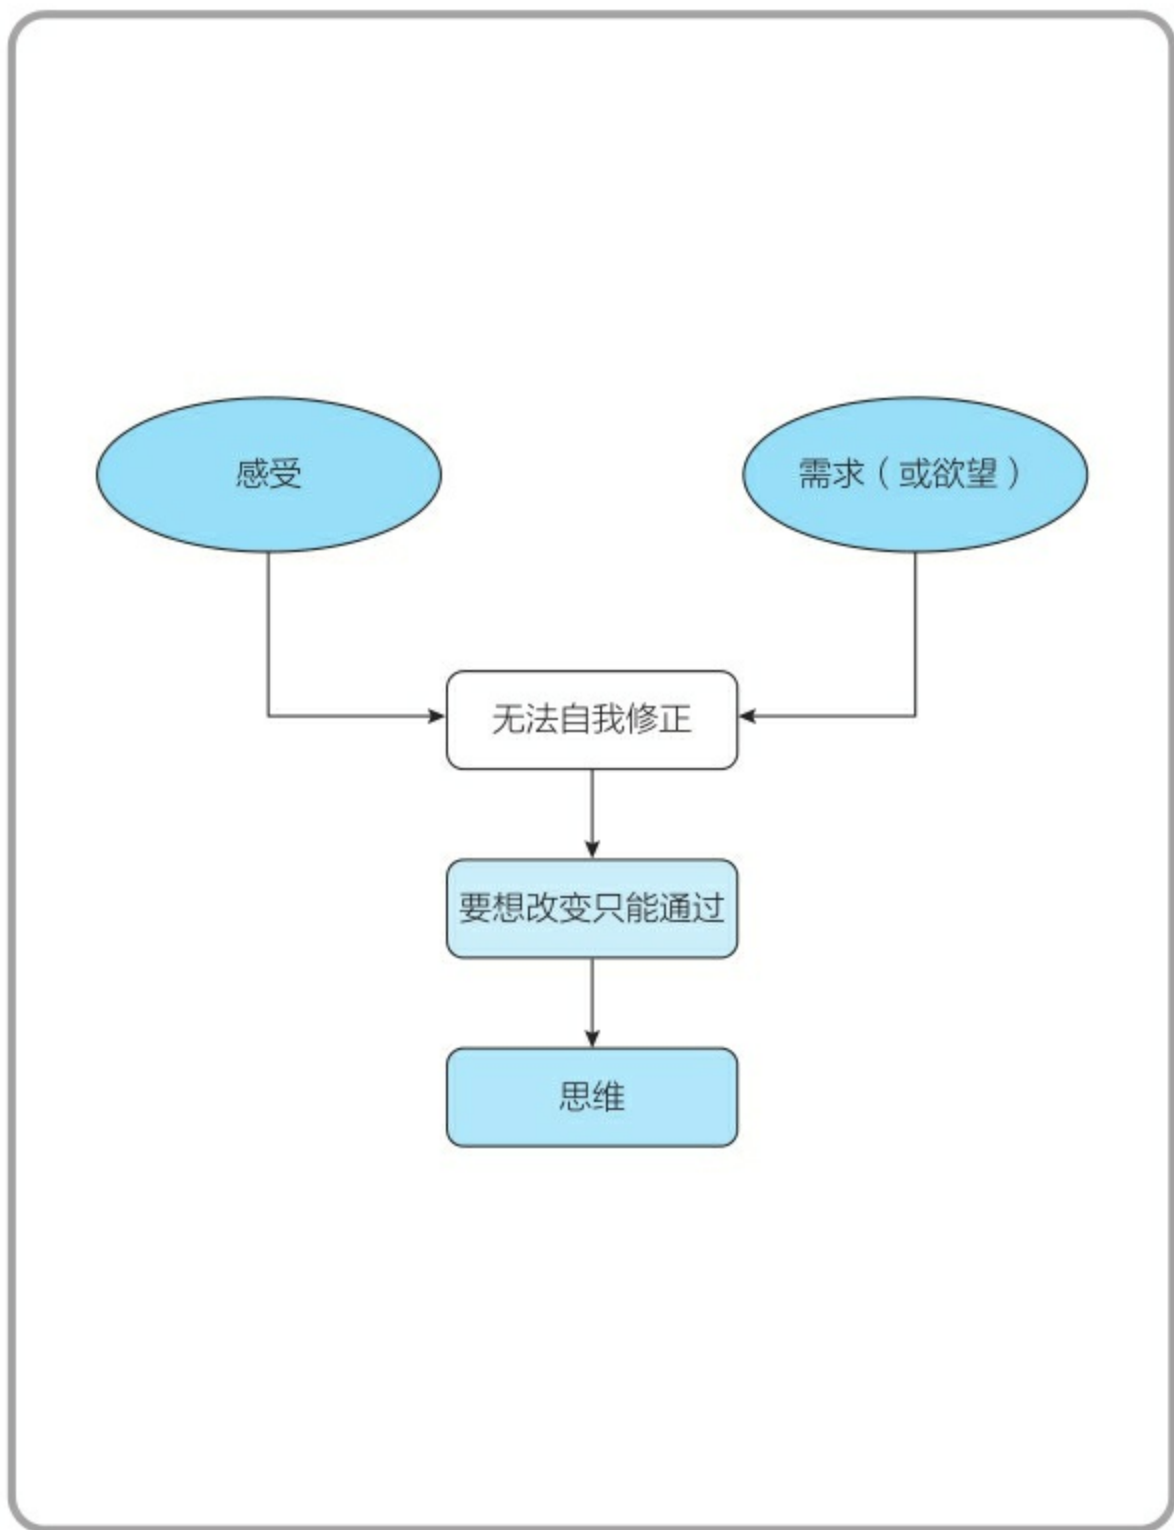 感受
需求（或欲望）
无法自我修正
要想改变只能通过
思维